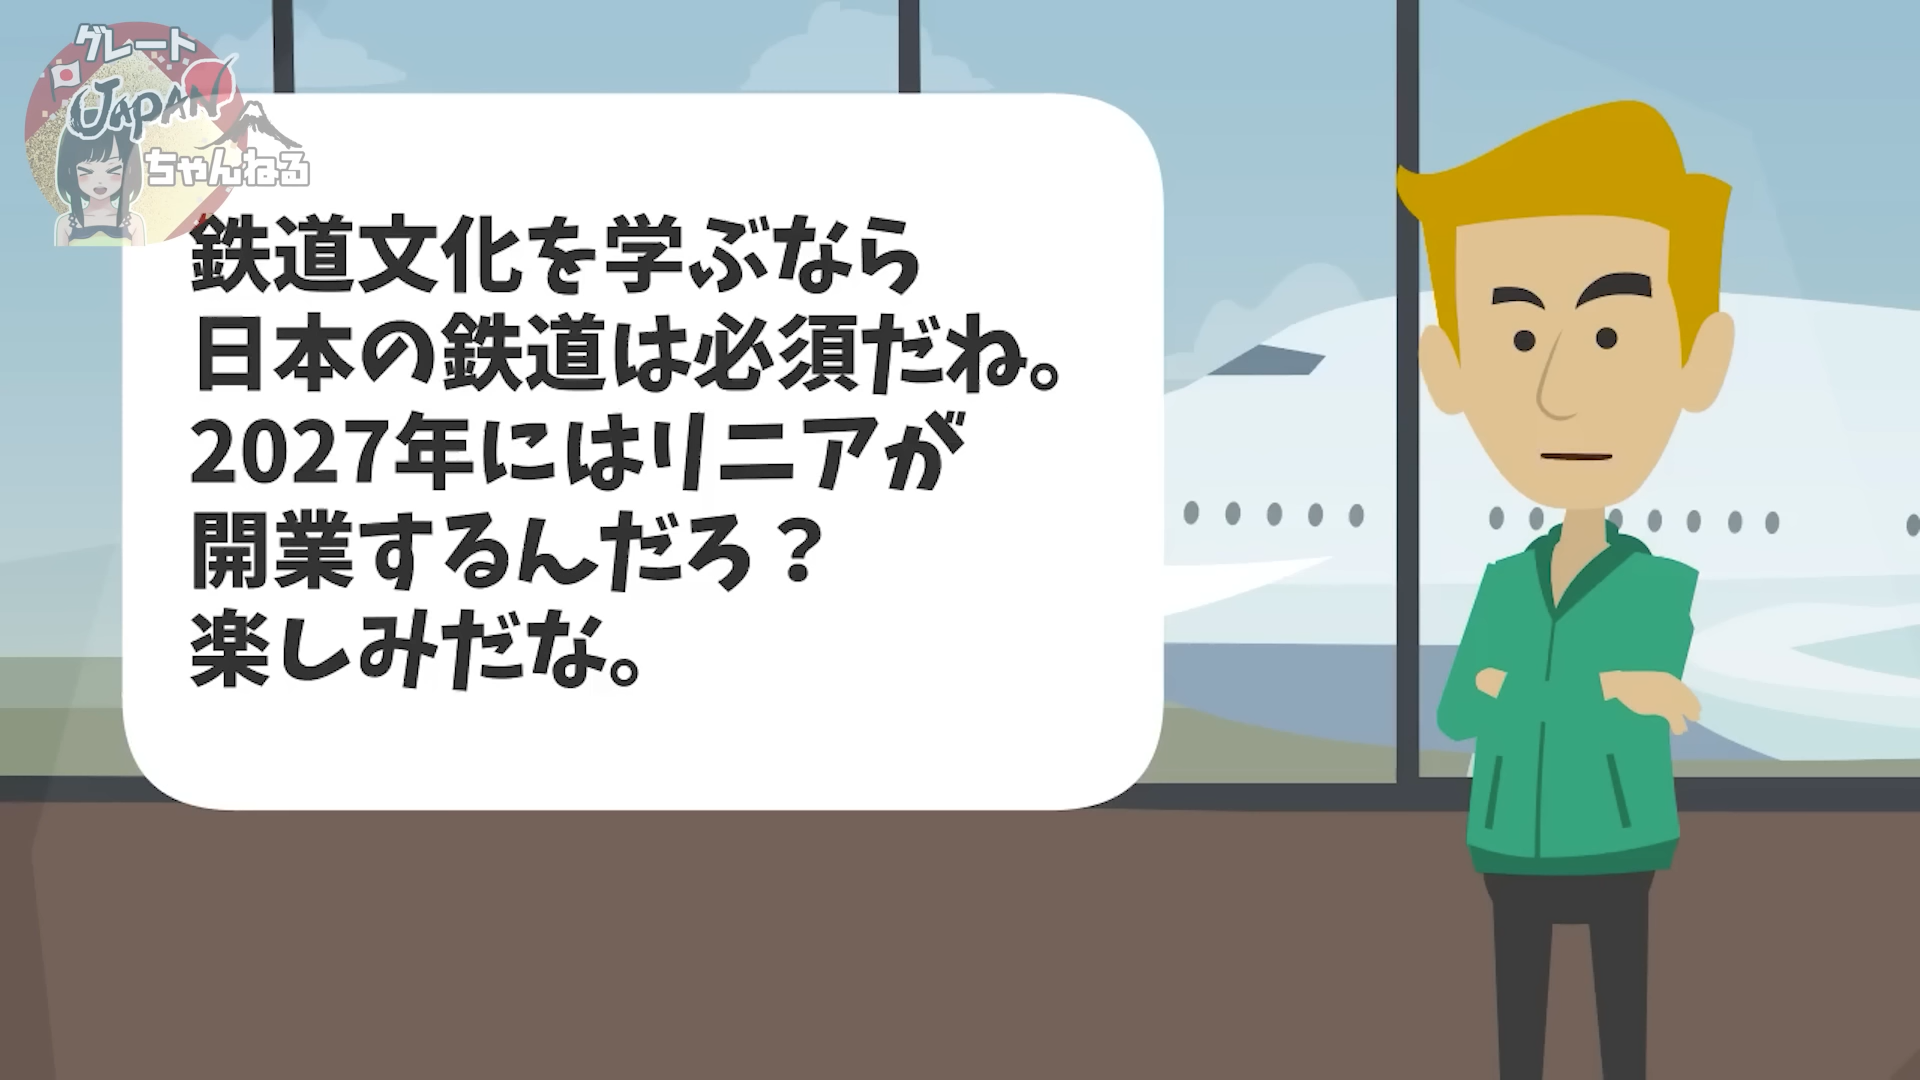 グレート
JAPAN
ちゃんねる
鉄道文化を学ぶなら
日本の鉄道は必須だね。
2027年にはリニアが
開業するんだろ？
楽しみだな。